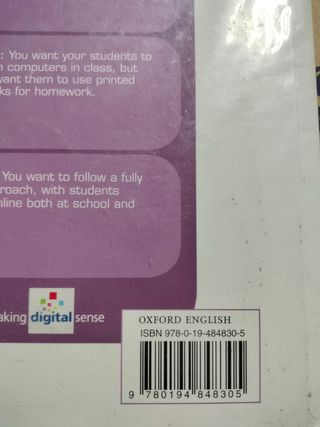 : You want your students to
computers in class, but
want them to use printed
ks for homework.
You want to follow a fully
roach, with students
nline both at school and
aking digital sense
OXFORD ENGLISH
ISBN 978-0-19-484830-5
9 780194 848305